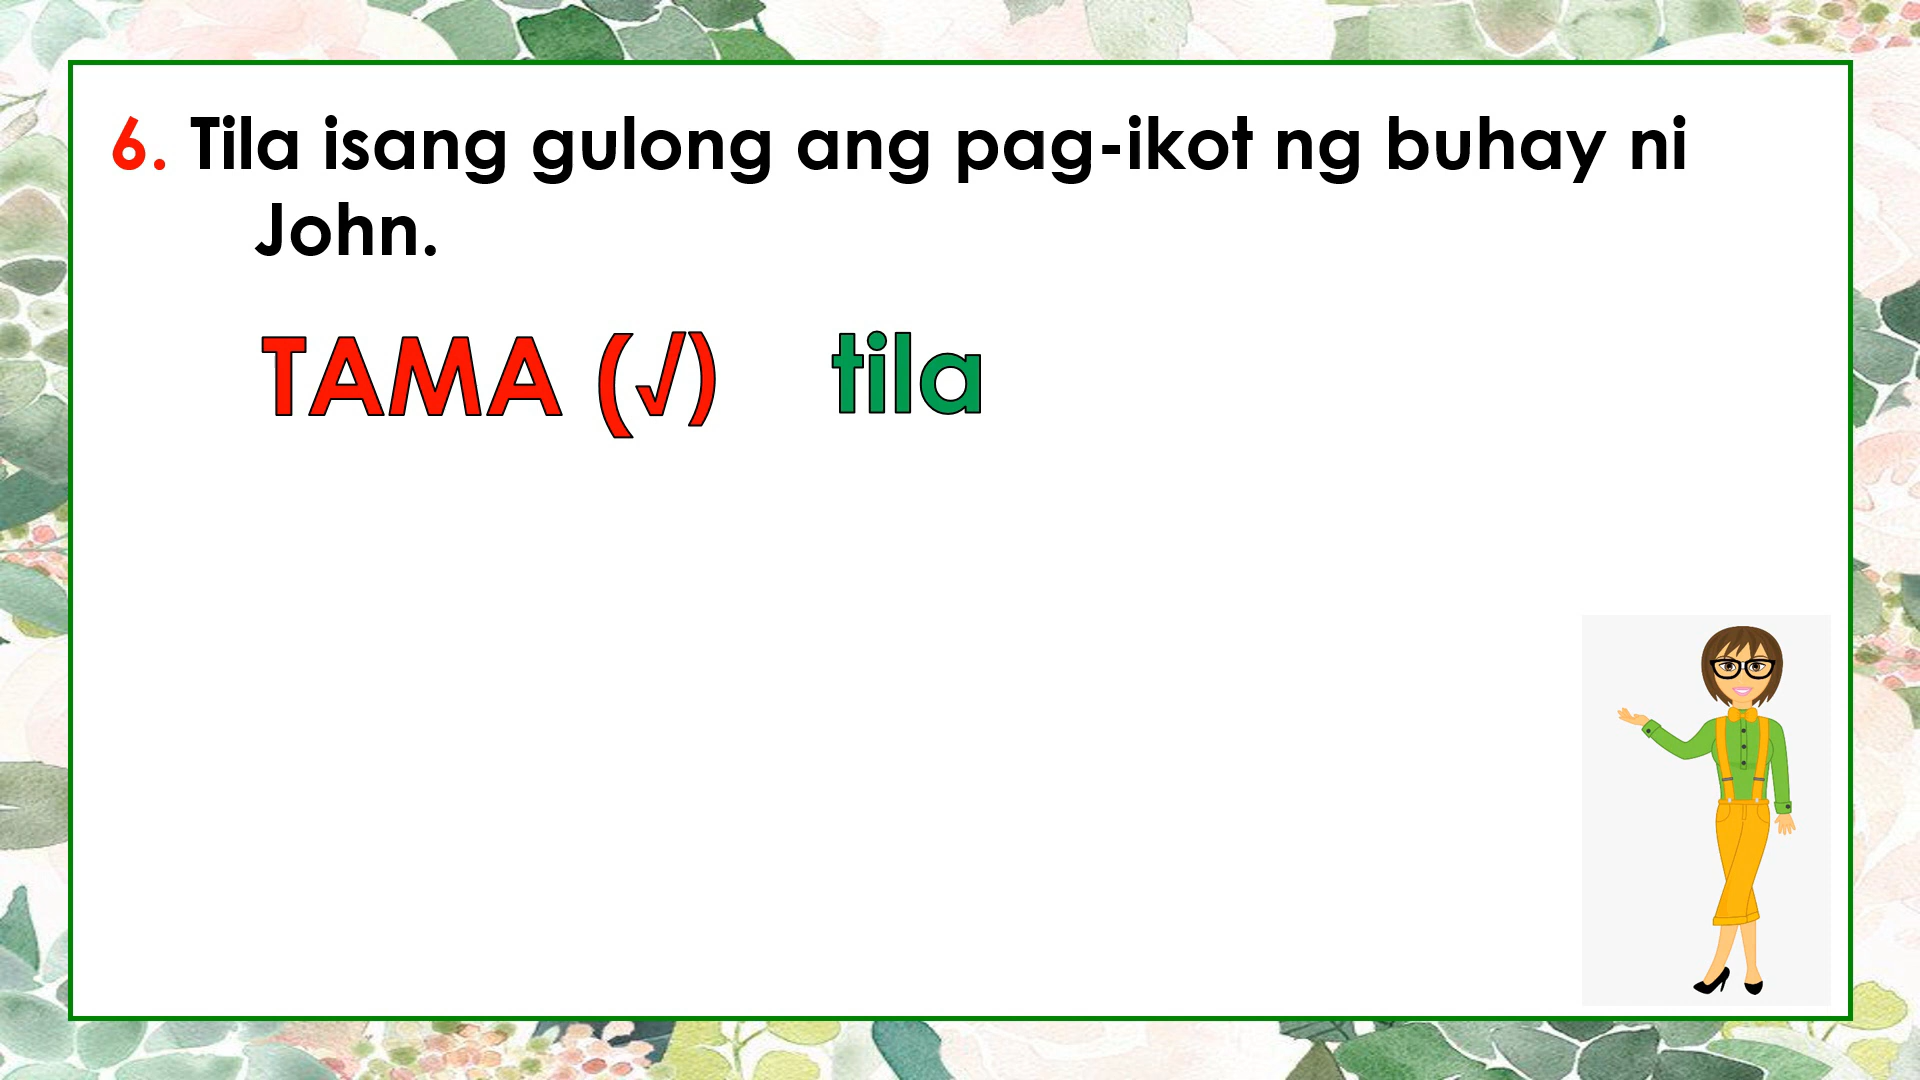 6. Tila isang gulong ang pag-ikot ng buhay ni
John.
TAMA (√) tila